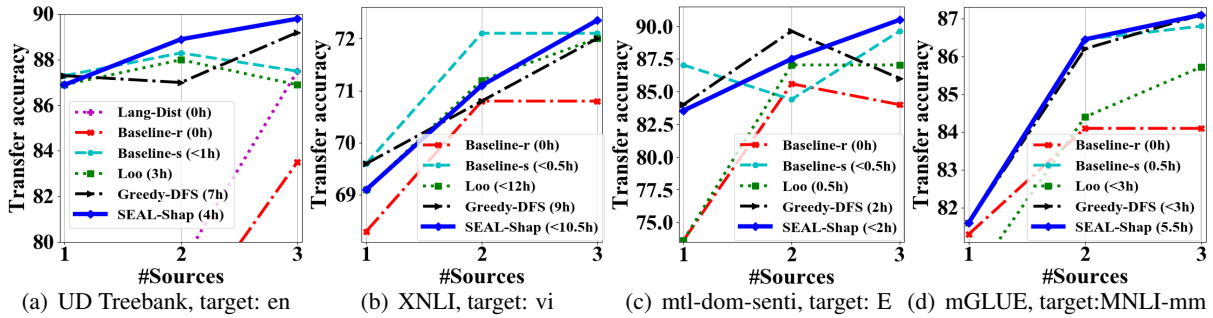 Transfer accuracy
90
88
86
84
82
80
Lang-Dist (0h)
Baseline-r (0h)
Baseline-s (<1h)
Loo (3h)
Greedy-DFS (7h)
SEAL-Shap (4h)
1 2 3
#Sources
(a) UD Treebank, target: en
Transfer accuracy
72
71
70
69
Baseline-r (0h)
Baseline-s (<0.5h)
Loo (<12h)
Greedy-DFS (9h)
SEAL-Shap (<10.5h)
1 2 3
#Sources
(b) XNLI, target: vi
Transfer accuracy
90.0
87.5
85.0
82.5
80.0
77.5
75.0
Baseline-r (0h)
Baseline-s (<0.5h)
Loo (0.5h)
Greedy-DFS (2h)
SEAL-Shap (<2h)
1 2 3
#Sources
(c) mtl-dom-senti, target: E
Transfer accuracy
87
86
85
84
83
82
Baseline-r (0h)
Baseline-s (0.5h)
Loo (<3h)
Greedy-DFS (<3h)
SEAL-Shap (5.5h)
1 2 3
#Sources
(d) mGLUE, target:MNLI-mm